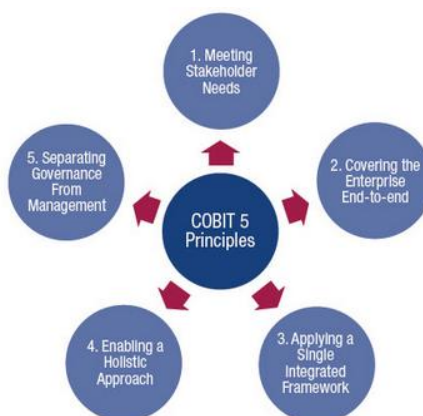 1. Meeting
Stakeholder
Needs
5. Separating
Governance
From
Management
2. Covering the
Enterprise
End-to-end
COBIT 5
Principles
4. Enabling a
Holistic
Approach
3. Applying a
Single
Integrated
Framework